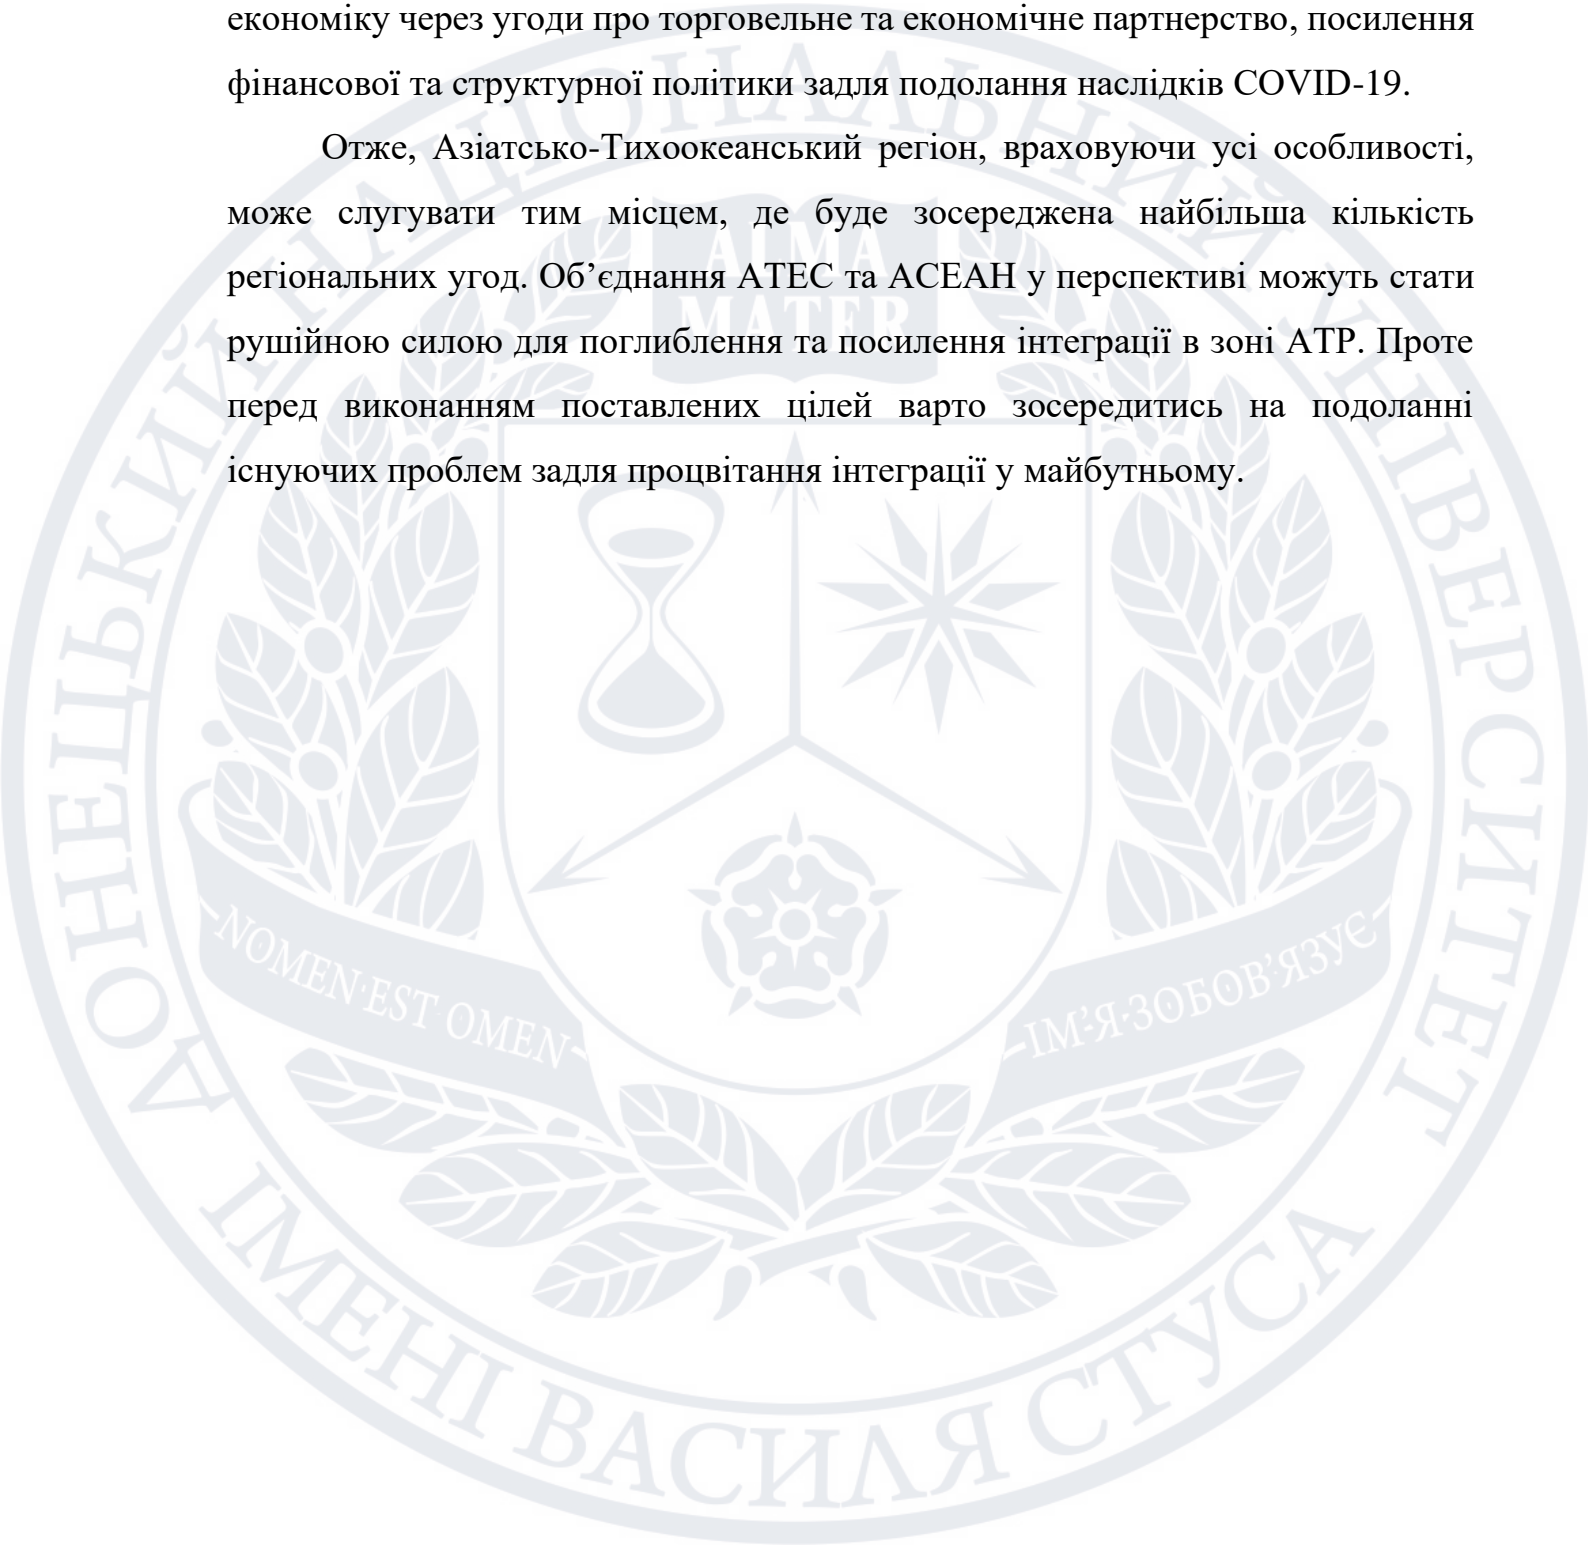 економіку через угоди про торговельне та економічне партнерство, посилення
фінансової та структурної політики задля подолання наслідків COVID-19.
Отже, Азіатсько-Тихоокеанський регіон, враховуючи усі особливості,
може слугувати тим місцем, де буде зосереджена найбільша кількість
регіональних угод. Об’єднання АТЕС та АСЕАН у перспективі можуть стати
рушійною силою для поглиблення та посилення інтеграції в зоні АТР. Проте
перед виконанням поставлених цілей варто зосередитись на подоланні
існуючих проблем задля процвітання інтеграції у майбутньому.
ДОНЕЦЬКИЙ НАЦІОНАЛЬНИЙ УНІВЕРСИТЕТ
ІМЕНІ ВАСИЛЯ СТУСА
ALMA
MATER
NOMEN·EST·OMEN
ІМ’Я·ЗОБОВ’ЯЗУЄ